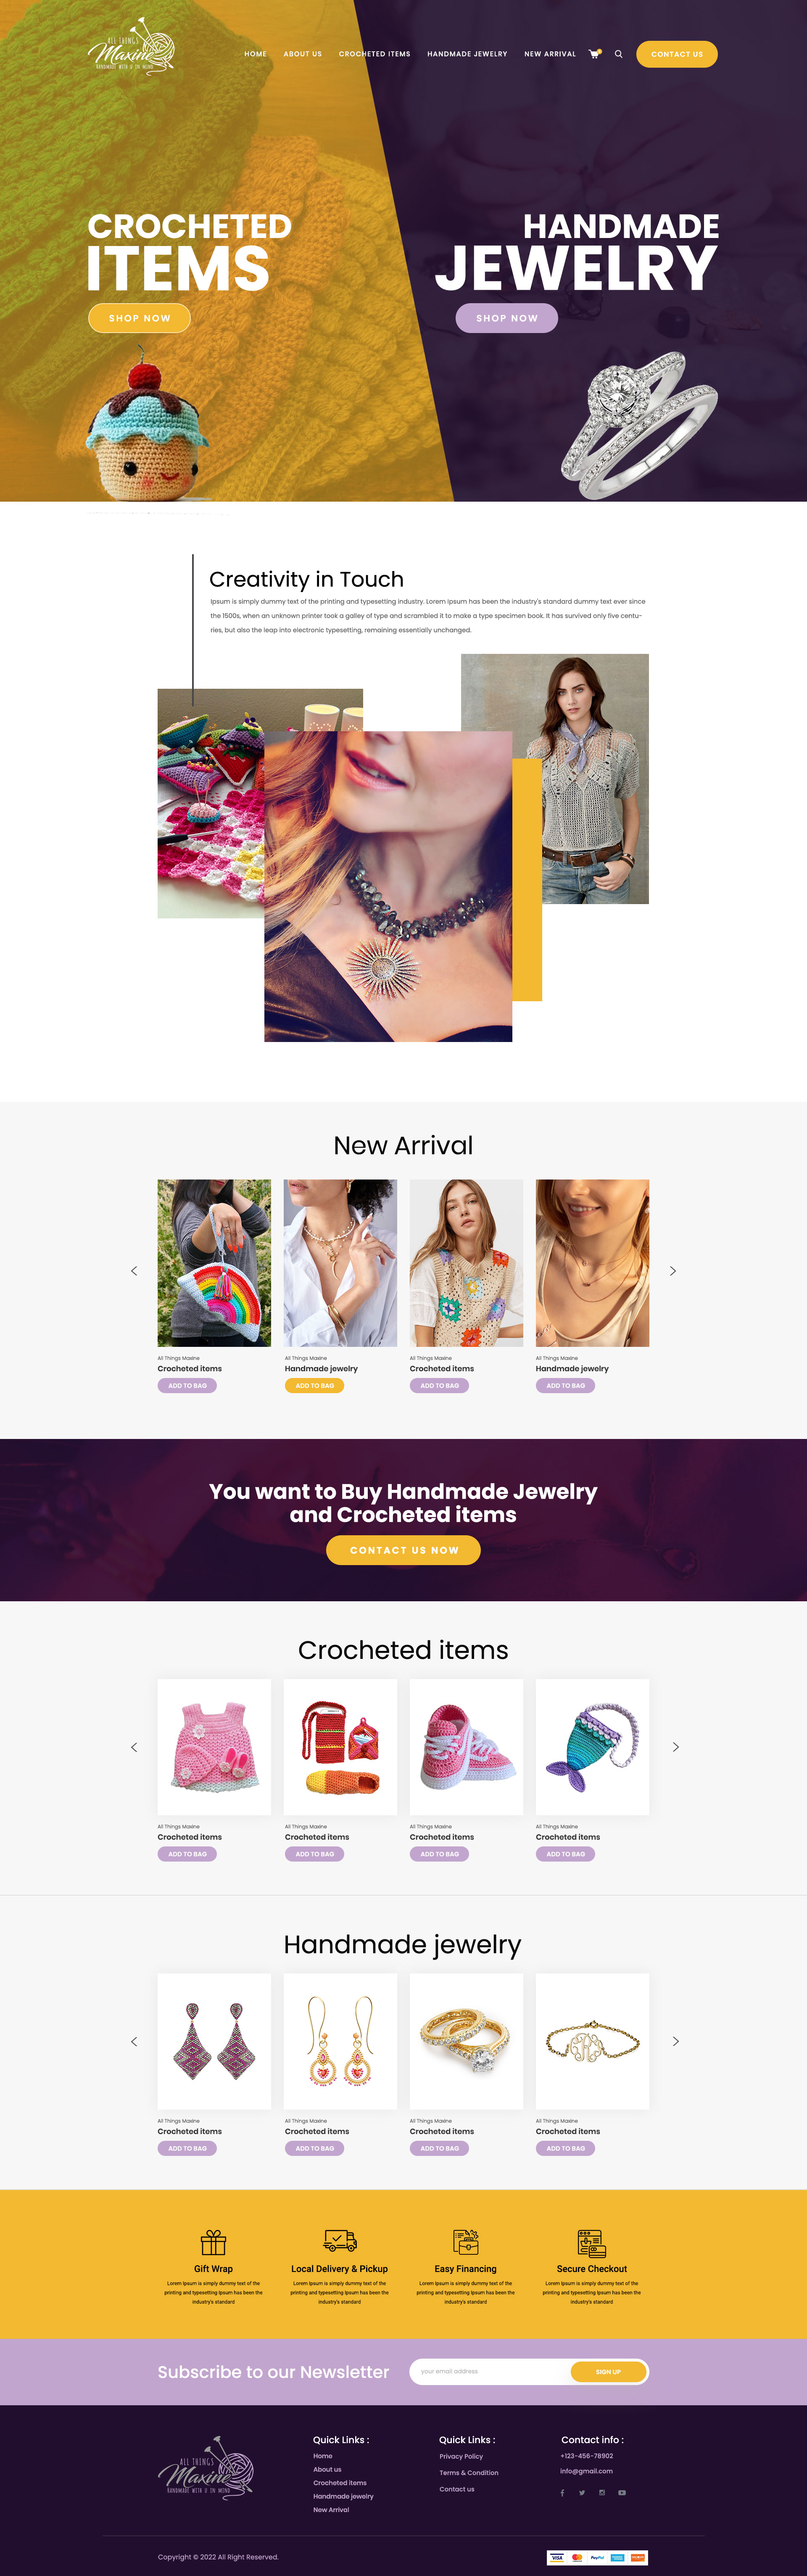 ALL THINGS
Maxine
HANDMADE WITH U IN MIND
HOME
ABOUT US
CROCHETED ITEMS
HANDMADE JEWELRY
NEW ARRIVAL
CONTACT US
CROCHETED
ITEMS
SHOP NOW
HANDMADE
JEWELRY
SHOP NOW
Creativity in Touch
Ipsum is simply dummy text of the printing and typesetting industry. Lorem Ipsum has been the industry's standard dummy text ever since
the 1500s, when an unknown printer took a galley of type and scrambled it to make a type specimen book. It has survived only five centu-
ries, but also the leap into electronic typesetting, remaining essentially unchanged.
New Arrival
All Things Maxine
Crocheted items
ADD TO BAG
All Things Maxine
Handmade jewelry
ADD TO BAG
All Things Maxine
Crocheted items
ADD TO BAG
All Things Maxine
Handmade jewelry
ADD TO BAG
You want to Buy Handmade Jewelry
and Crocheted items
CONTACT US NOW
Crocheted items
All Things Maxine
Crocheted items
ADD TO BAG
All Things Maxine
Crocheted items
ADD TO BAG
All Things Maxine
Crocheted items
ADD TO BAG
All Things Maxine
Crocheted items
ADD TO BAG
Handmade jewelry
All Things Maxine
Crocheted items
ADD TO BAG
All Things Maxine
Crocheted items
ADD TO BAG
All Things Maxine
Crocheted items
ADD TO BAG
All Things Maxine
Crocheted items
ADD TO BAG
Gift Wrap
Lorem Ipsum is simply dummy text of the
printing and typesetting Ipsum has been the
industry's standard
Local Delivery & Pickup
Lorem Ipsum is simply dummy text of the
printing and typesetting Ipsum has been the
industry's standard
Easy Financing
Lorem Ipsum is simply dummy text of the
printing and typesetting Ipsum has been the
industry's standard
Secure Checkout
Lorem Ipsum is simply dummy text of the
printing and typesetting Ipsum has been the
industry's standard
Subscribe to our Newsletter
your email address
SIGN UP
ALL THINGS
Maxine
HANDMADE WITH U IN MIND
Quick Links :
Home
About us
Crocheted items
Handmade jewelry
New Arrival
Quick Links :
Privacy Policy
Terms & Condition
Contact us
Contact info :
+123-456-78902
info@gmail.com
Copyright © 2022 All Right Reserved.
VISA
PayPal